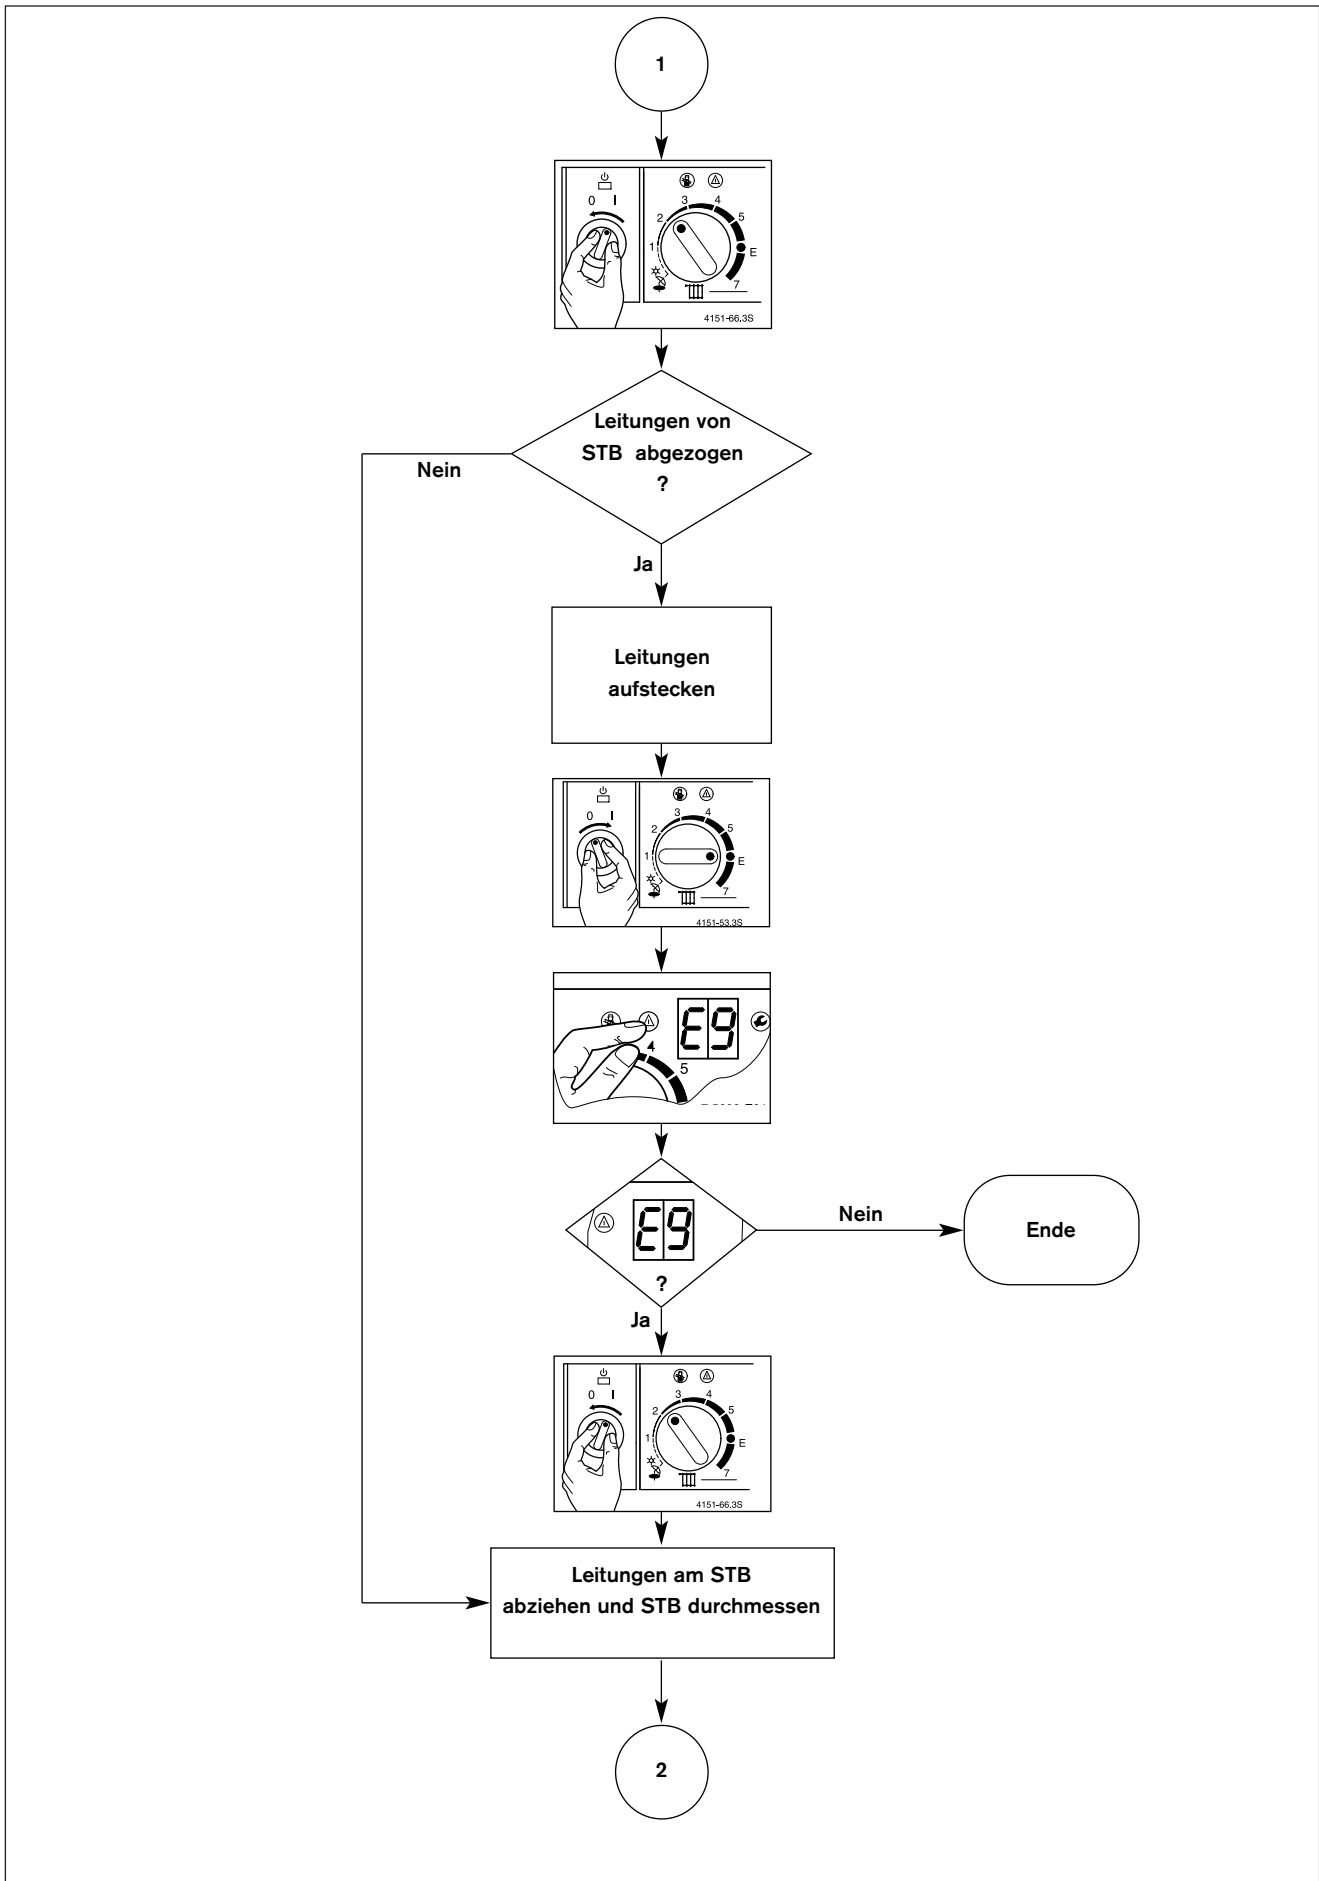 1
0 I
3 4
2 5
1 E
7
4151-66.3S
Leitungen von
STB abgezogen
?
Nein
Ja
Leitungen
aufstecken
0 I
3 4
2 5
1 E
7
4151-53.3S
E9
4
5
E9
?
Nein
Ende
Ja
0 I
3 4
2 5
1 E
7
4151-66.3S
Leitungen am STB
abziehen und STB durchmessen
2